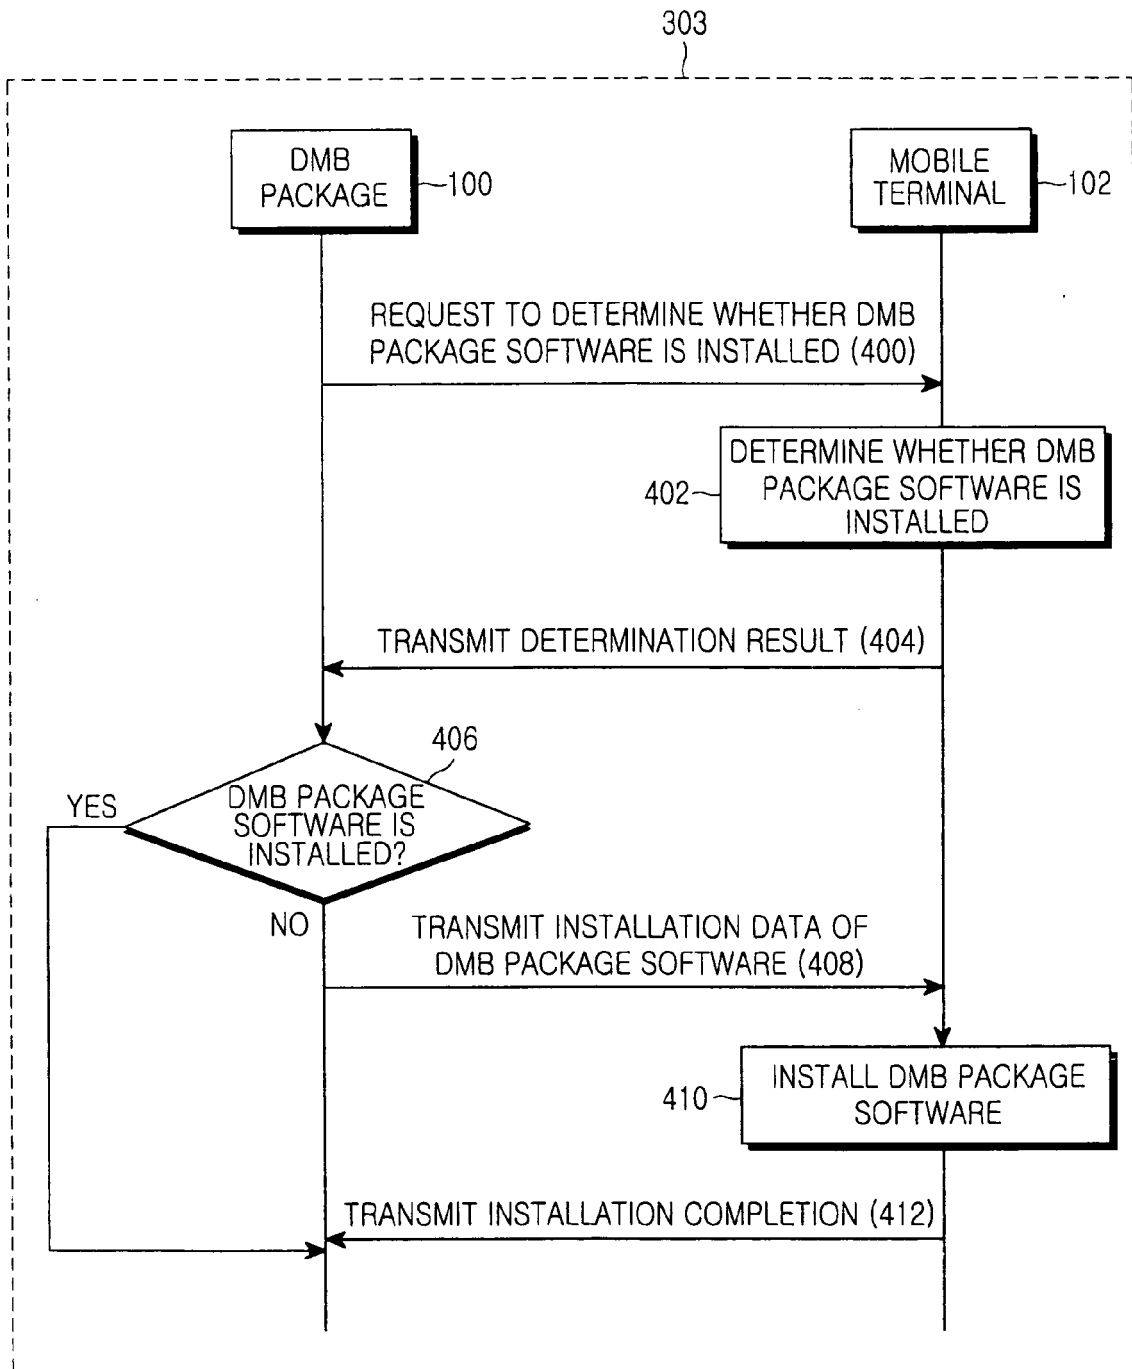 303
DMB
PACKAGE
100
MOBILE
TERMINAL
102
REQUEST TO DETERMINE WHETHER DMB
PACKAGE SOFTWARE IS INSTALLED (400)
DETERMINE WHETHER DMB
PACKAGE SOFTWARE IS
INSTALLED
402
TRANSMIT DETERMINATION RESULT (404)
406
YES
DMB PACKAGE
SOFTWARE IS
INSTALLED?
NO
TRANSMIT INSTALLATION DATA OF
DMB PACKAGE SOFTWARE (408)
410
INSTALL DMB PACKAGE
SOFTWARE
TRANSMIT INSTALLATION COMPLETION (412)